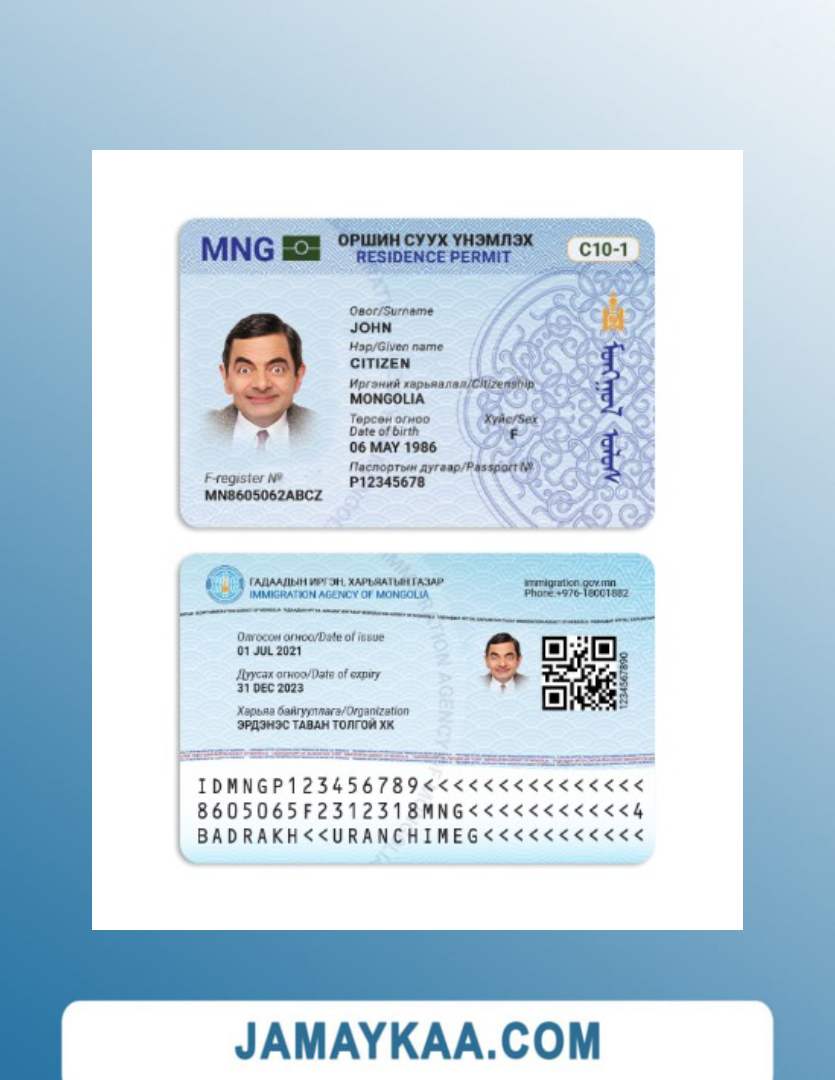 MNG
ОРШИН СУУХ ҮНЭМЛЭХ
RESIDENCE PERMIT
C10-1
Овог/Surname
JOHN
Нэр/Given name
CITIZEN
Иргэний харьяалал/Citizenship
MONGOLIA
Төрсөн огноо
Date of birth
Хүйс/Sex
F
06 MAY 1986
Паспортын дугаар/Passport №
P12345678
F-register №
MN8605062ABCZ
ГАДААДЫН ИРГЭН, ХАРЬЯАТЫН ГАЗАР
IMMIGRATION AGENCY OF MONGOLIA
immigration.gov.mn
Phone:+976-18001882
Олгосон огноо/Date of issue
01 JUL 2021
Дуусах огноо/Date of expiry
31 DEC 2023
Харьяа байгууллага/Organization
ЭРДЭНЭС ТАВАН ТОЛГОЙ ХК
1234567890
IDMNGP123456789<<<<<<<<<<<<<<<
8605065F2312318MNG<<<<<<<<<<<4
BADRAKH<<URANCHIMEG<<<<<<<<<<<
JAMAYKAA.COM